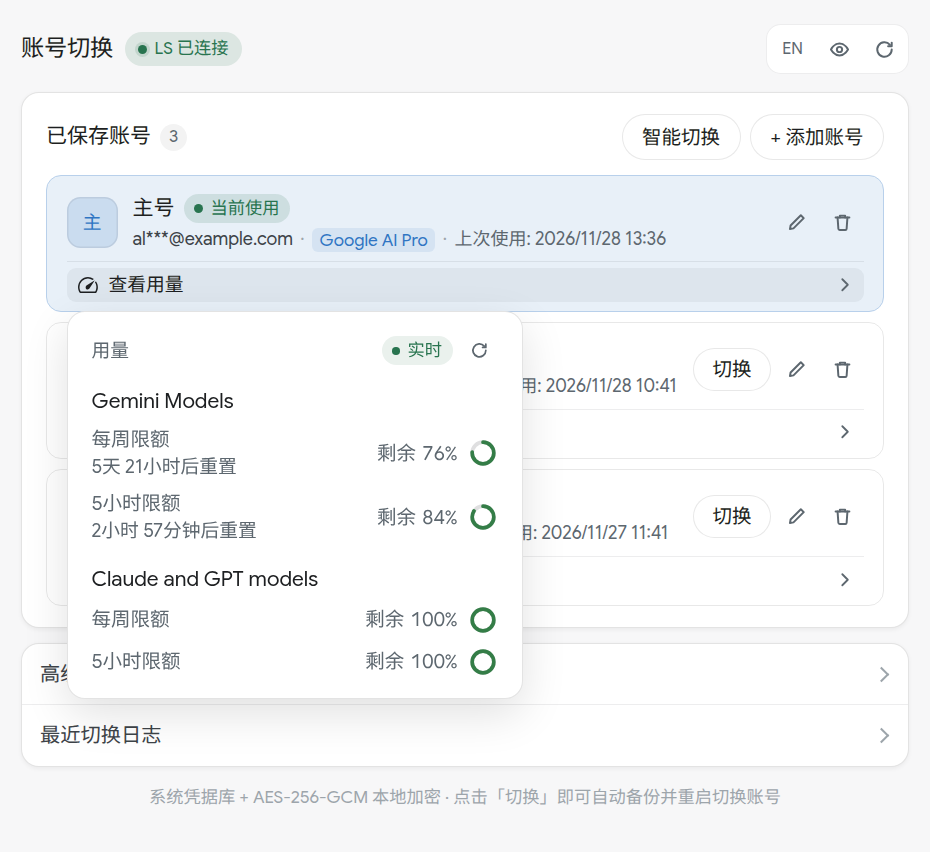 账号切换 LS 已连接 EN
已保存账号 3 智能切换 + 添加账号
主 主号 当前使用
al***@example.com · Google AI Pro · 上次使用: 2026/11/28 13:36
查看用量
用量 实时
切换
用: 2026/11/28 10:41
Gemini Models
每周限额
5天 21小时后重置
剩余 76%
5小时限额
2小时 57分钟后重置
剩余 84%
切换
用: 2026/11/27 11:41
Claude and GPT models
每周限额 剩余 100%
5小时限额 剩余 100%
高
最近切换日志
系统凭据库 + AES-256-GCM 本地加密 · 点击「切换」即可自动备份并重启切换账号